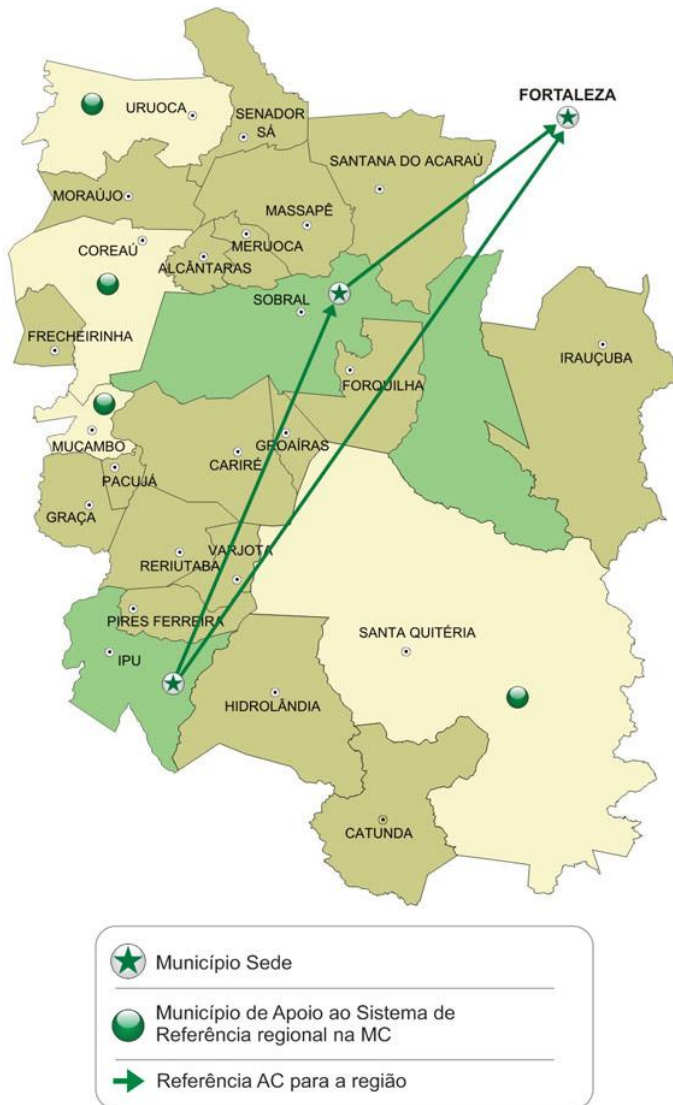 FORTALEZA
URUOCA
SENADOR
SÁ
SANTANA DO ACARAÚ
MORAÚJO
MASSAPÊ
COREAÚ
MERUOCA
ALCÂNTARAS
SOBRAL
FRECHEIRINHA
IRAUÇUBA
FORQUILHA
MUCAMBO
GROAÍRAS
CARIRÉ
PACUJÁ
GRAÇA
VARJOTA
RERIUTABA
PIRES FERREIRA
SANTA QUITÉRIA
IPU
HIDROLÂNDIA
CATUNDA
Município Sede
Município de Apoio ao Sistema de
Referência regional na MC
Referência AC para a região